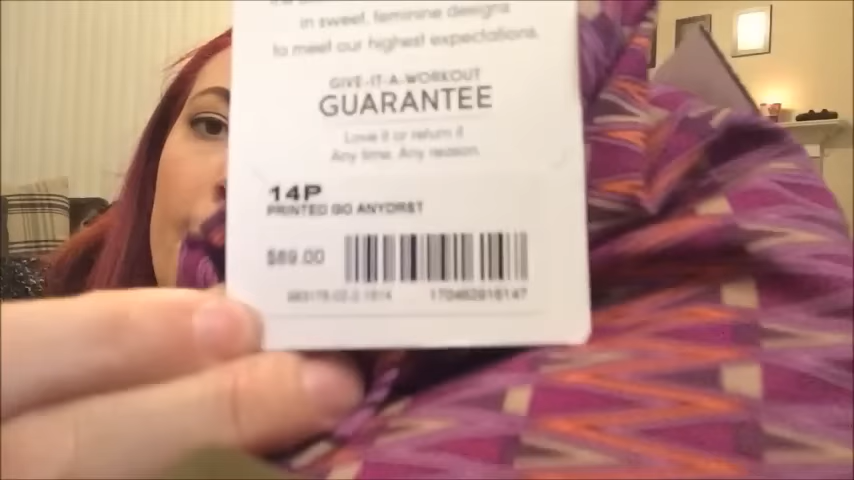 in sweet, feminine designs
to meet our highest expectations.
GIVE-IT-A-WORKOUT
GUARANTEE
Love it or return it
Any time. Any reason.
14P
PRINTED GO ANYDRST
$89.00